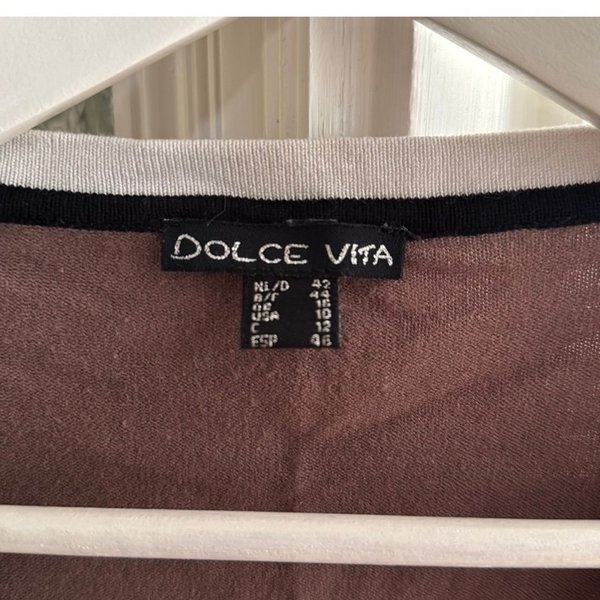 DOLCE VITA
NL/D 42
B/F 44
GB 16
USA 10
C 12
ESP 46